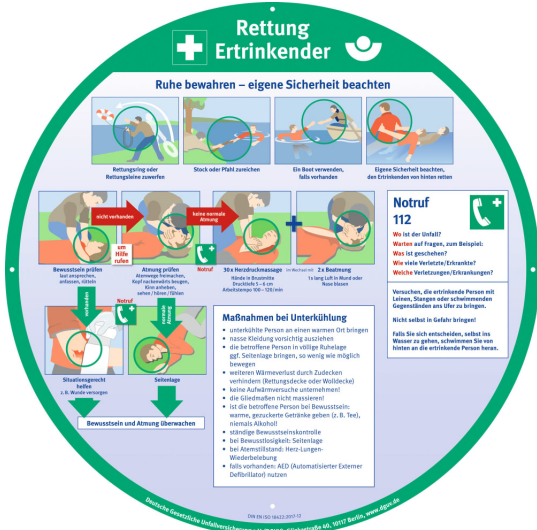 Rettung
Ertrinkender
Ruhe bewahren – eigene Sicherheit beachten
Rettungsring oder
Rettungsleine zuwerfen
Stock oder Pfahl zureichen
Ein Boot verwenden,
falls vorhanden
Eigene Sicherheit beachten,
den Ertrinkenden von hinten retten
nicht vorhanden
keine normale
Atmung
um
Hilfe
rufen
Notruf
Bewusstsein prüfen
laut ansprechen,
anfassen, rütteln
Atmung prüfen
Atemwege freimachen,
Kopf nackenwärts beugen,
Kinn anheben,
sehen / hören / fühlen
30 x Herzdruckmassage
Hände in Brustmitte
Drucktiefe 5 – 6 cm
Arbeitstempo 100 – 120/min
im Wechsel mit
2 x Beatmung
1 s lang Luft in Mund oder
Nase blasen
vorhanden
Notruf
normale
Atmung
Situationsgerecht
helfen
z. B. Wunde versorgen
Seitenlage
Bewusstsein und Atmung überwachen
Maßnahmen bei Unterkühlung
• unterkühlte Person an einen warmen Ort bringen
• nasse Kleidung vorsichtig ausziehen
• die betroffene Person in völlige Ruhelage
ggf. Seitenlage bringen, so wenig wie möglich
bewegen
• weiteren Wärmeverlust durch Zudecken
verhindern (Rettungsdecke oder Wolldecke)
• keine Aufwärmversuche unternehmen!
• die Gliedmaßen nicht massieren!
• ist die betroffene Person bei Bewusstsein:
warme, gezuckerte Getränke geben (z. B. Tee),
niemals Alkohol!
• ständige Bewusstseinskontrolle
• bei Bewusstlosigkeit: Seitenlage
• bei Atemstillstand: Herz-Lungen-
Wiederbelebung
• falls vorhanden: AED (Automatisierter Externer
Defibrillator) nutzen
Notruf
112
Wo ist der Unfall?
Warten auf Fragen, zum Beispiel:
Was ist geschehen?
Wie viele Verletzte/Erkrankte?
Welche Verletzungen/Erkrankungen?
Versuchen, die ertrinkende Person mit
Leinen, Stangen oder schwimmenden
Gegenständen ans Ufer zu bringen.
Nicht selbst in Gefahr bringen!
Falls Sie sich entscheiden, selbst ins
Wasser zu gehen, schwimmen Sie von
hinten an die ertrinkende Person heran.
Deutsche Gesetzliche Unfallversicherung
40, 10117 Berlin, www.dguv.de